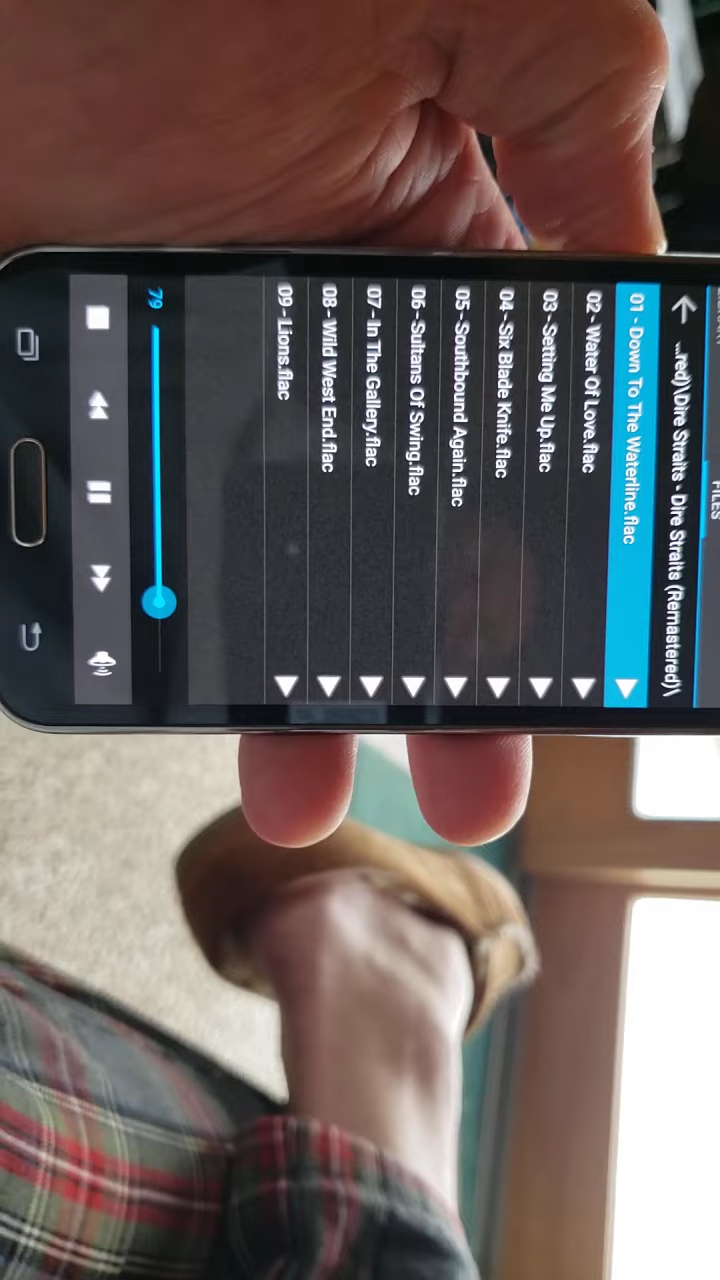 FILES
...red)\Dire Straits - Dire Straits (Remastered)\
01 - Down To The Waterline.flac
02 - Water Of Love.flac
03 - Setting Me Up.flac
04 - Six Blade Knife.flac
05 - Southbound Again.flac
06 - Sultans Of Swing.flac
07 - In The Gallery.flac
08 - Wild West End.flac
09 - Lions.flac
79